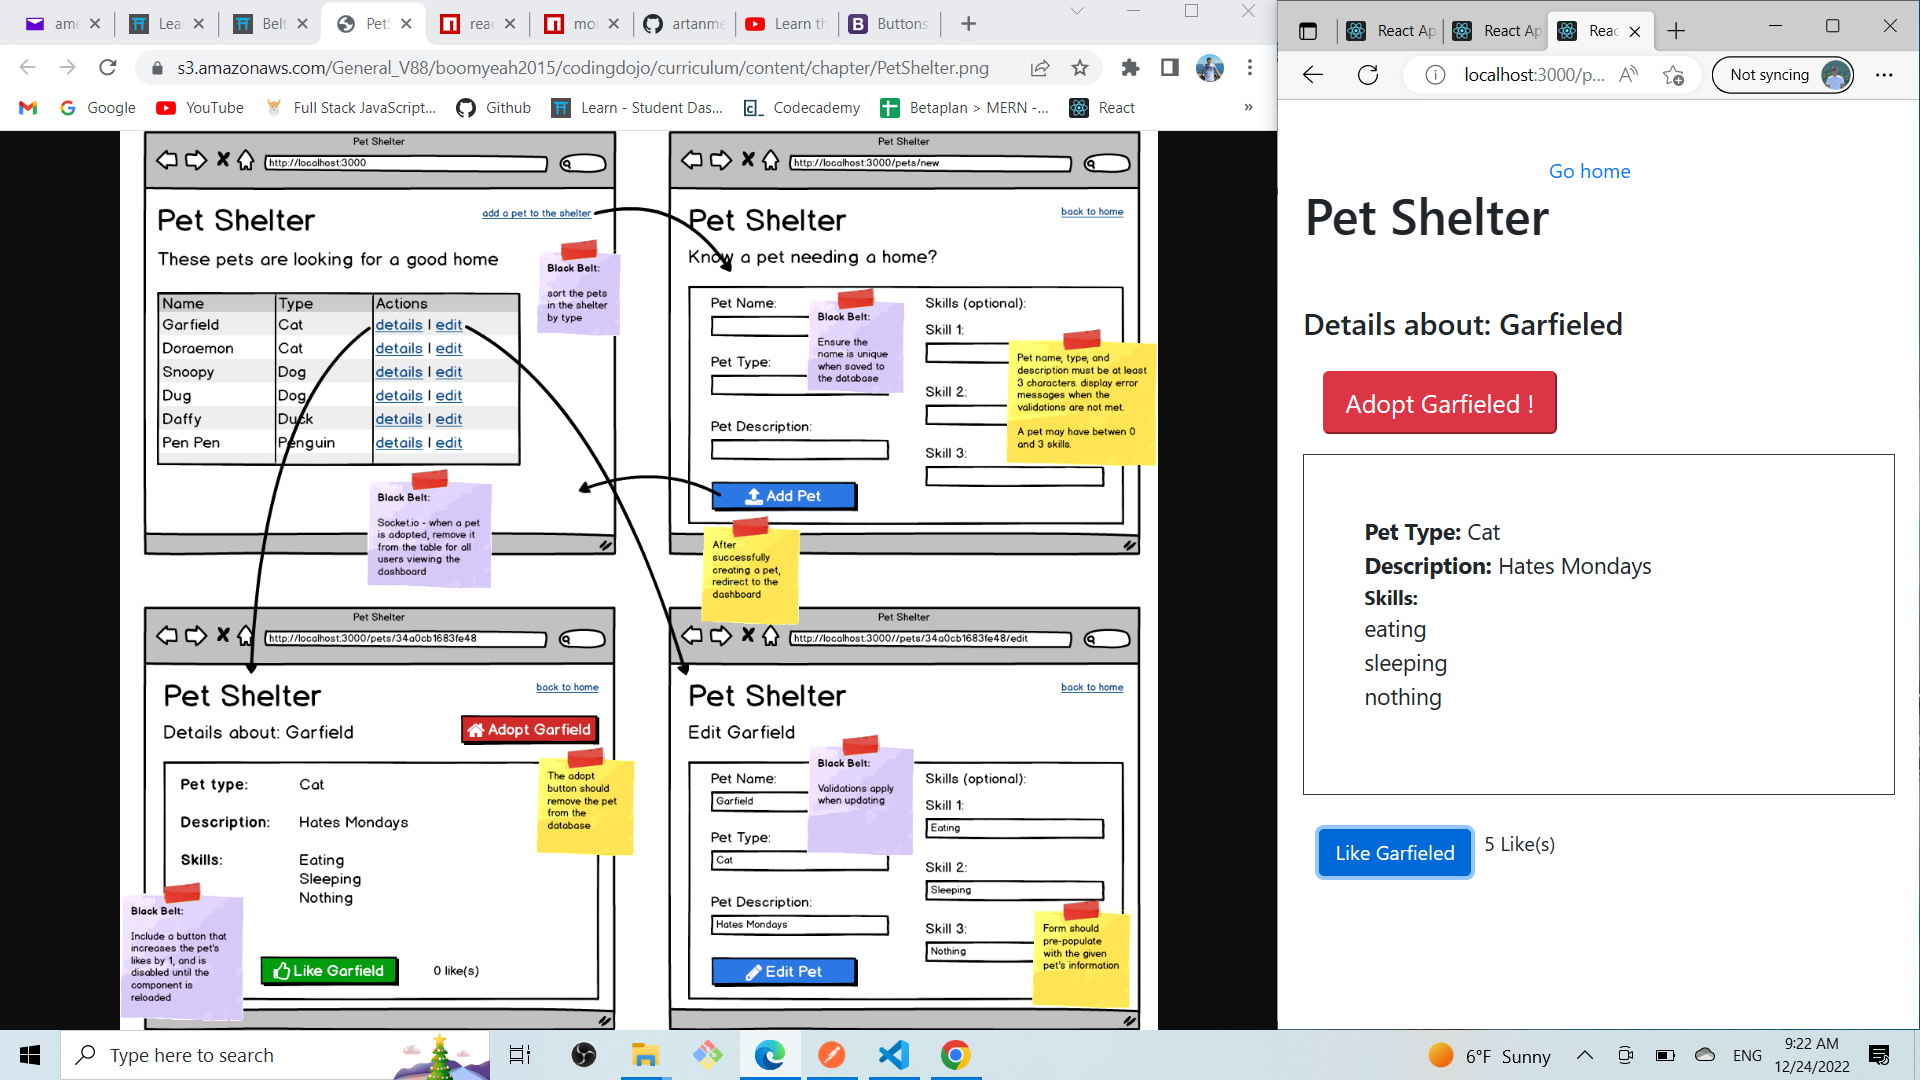 ame
Lea
Belt
PetS
rea
mo
artanme
Learn th
Buttons
s3.amazonaws.com/General_V88/boomyeah2015/codingdojo/curriculum/content/chapter/PetShelter.png
Google
YouTube
Full Stack JavaScript...
Github
Learn - Student Das...
Codecademy
Betaplan > MERN -...
React
»
Pet Shelter
http://localhost:3000
Pet Shelter
add a pet to the shelter
These pets are looking for a good home
Black Belt:
sort the pets
in the shelter
by type
Name Type Actions
Garfield Cat details | edit
Doraemon Cat details | edit
Snoopy Dog details | edit
Dug Dog details | edit
Daffy Duck details | edit
Pen Pen Penguin details | edit
Black Belt:
Socket.io - when a pet
is adopted, remove it
from the table for all
users viewing the
dashboard
Pet Shelter
http://localhost:3000/pets/new
Pet Shelter
back to home
Know a pet needing a home?
Pet Name:
Pet Type:
Pet Description:
Black Belt:
Ensure the
name is unique
when saved to
the database
Skills (optional):
Skill 1:
Skill 2:
Skill 3:
Pet name, type, and
description must be at least
3 characters. display error
messages when the
validations are not met.
A pet may have betwen 0
and 3 skills.
Add Pet
After
successfully
creating a pet,
redirect to the
dashboard
Pet Shelter
http://localhost:3000/pets/34a0cb1683fe48
Pet Shelter
back to home
Details about: Garfield
Adopt Garfield
The adopt
button should
remove the pet
from the
database
Pet type: Cat
Description: Hates Mondays
Skills: Eating
Sleeping
Nothing
Black Belt:
Include a button that
increases the pet's
likes by 1, and is
disabled until the
component is
reloaded
Like Garfield
0 like(s)
Pet Shelter
http://localhost:3000//pets/34a0cb1683fe48/edit
Pet Shelter
back to home
Edit Garfield
Pet Name:
Garfield
Pet Type:
Cat
Pet Description:
Hates Mondays
Black Belt:
Validations apply
when updating
Skills (optional):
Skill 1:
Eating
Skill 2:
Sleeping
Skill 3:
Nothing
Form should
pre-populate
with the given
pet's information
Edit Pet
React Ap
React Ap
Reac
localhost:3000/p...
Not syncing
Go home
Pet Shelter
Details about: Garfieled
Adopt Garfieled !
Pet Type: Cat
Description: Hates Mondays
Skills:
eating
sleeping
nothing
Like Garfieled
5 Like(s)
Type here to search
6°F Sunny
ENG
9:22 AM
12/24/2022